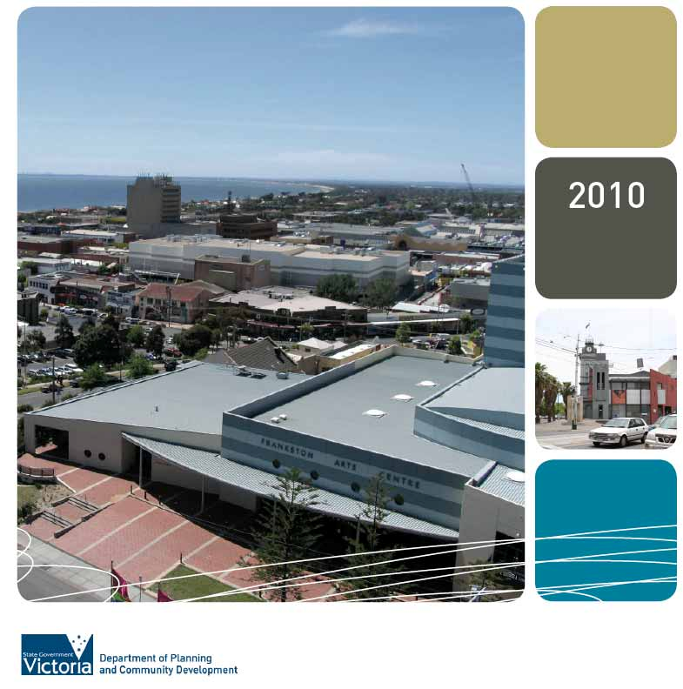 2010
FRANKSTON ARTS CENTRE
State Government
Victoria
Department of Planning
and Community Development